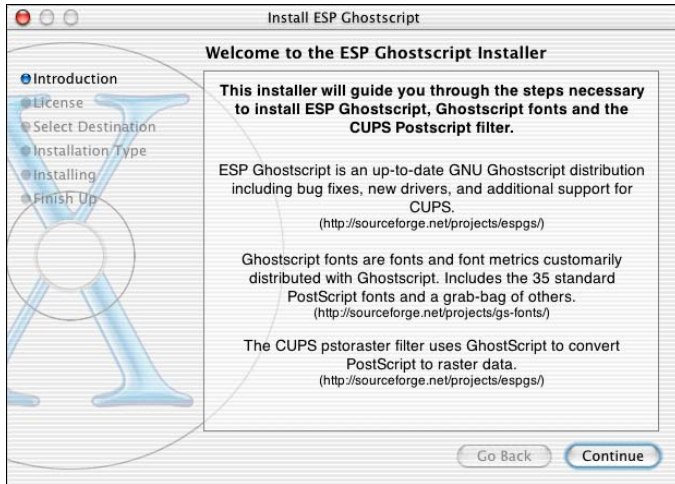 Install ESP Ghostscript
Welcome to the ESP Ghostscript Installer
Introduction
License
Select Destination
Installation Type
Installing
Finish Up
This installer will guide you through the steps necessary
to install ESP Ghostscript, Ghostscript fonts and the
CUPS Postscript filter.
ESP Ghostscript is an up-to-date GNU Ghostscript distribution
including bug fixes, new drivers, and additional support for
CUPS.
(http://sourceforge.net/projects/espgs/)
Ghostscript fonts are fonts and font metrics customarily
distributed with Ghostscript. Includes the 35 standard
PostScript fonts and a grab-bag of others.
(http://sourceforge.net/projects/gs-fonts/)
The CUPS pstoraster filter uses GhostScript to convert
PostScript to raster data.
(http://sourceforge.net/projects/espgs/)
Go Back
Continue